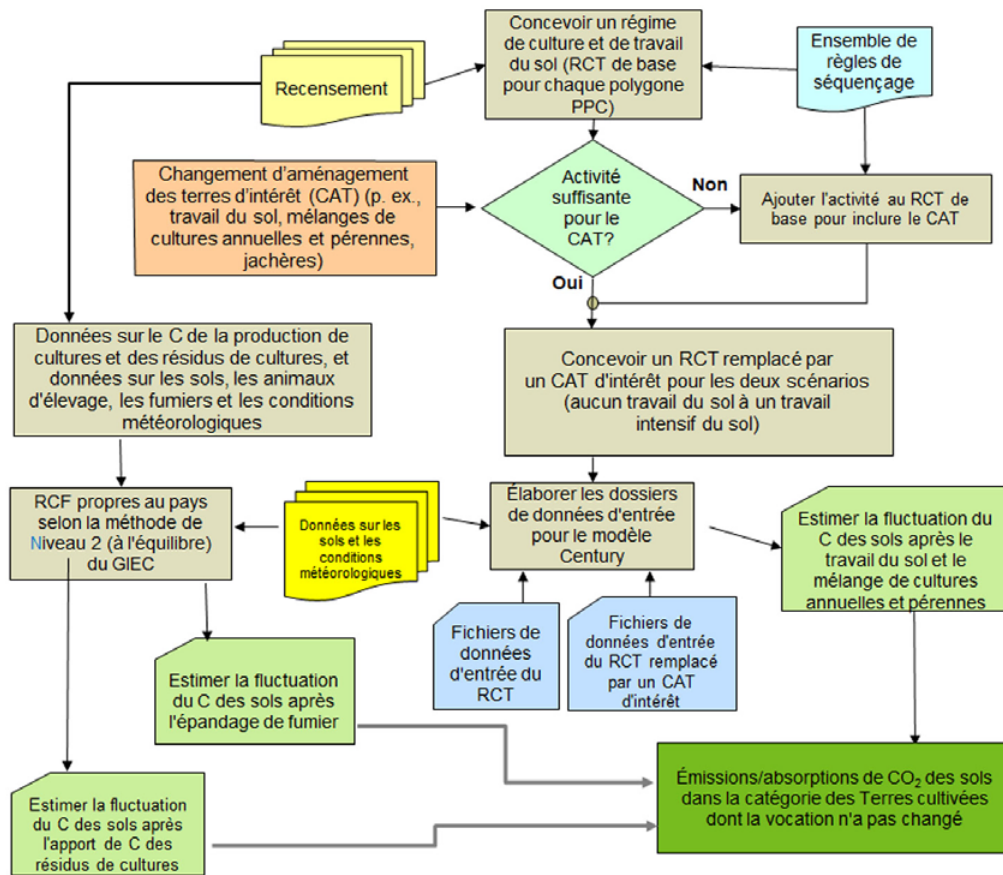 Concevoir un régime de
culture et de travail du
sol (RCT de base
pour chaque polygone
PPC)
Ensemble de
règles de
séquençage
Recensement
Changement d'aménagement
des terres d'intérêt (CAT) (p. ex.,
travail du sol, mélanges de
cultures annuelles et pérennes,
jachères)
Activité
suffisante
pour le
CAT?
Non
Ajouter l'activité au RCT de
base pour inclure le CAT
Oui
Données sur le C de la production de
cultures et des résidus de cultures, et
données sur les sols, les animaux
d'élevage, les fumiers et les conditions
météorologiques
Concevoir un RCT remplacé par
un CAT d'intérêt pour les deux scénarios
(aucun travail du sol à un travail
intensif du sol)
RCF propres au pays
selon la méthode de
Niveau 2 (à l'équilibre)
du GIEC
Données sur les
sols et les
conditions
météorologiques
Élaborer les dossiers
de données d'entrée
pour le modèle
Century
Estimer la fluctuation du
C des sols après le
travail du sol et le
mélange de cultures
annuelles et pérennes
Fichiers de
données
d'entrée du
RCT
Fichiers de
données d'entrée
du RCT remplacé
par un CAT
d'intérêt
Estimer la fluctuation
du C des sols après
l'épandage de fumier
Estimer la fluctuation
du C des sols après
l'apport de C des
résidus de cultures
Émissions/absorptions de CO₂ des sols
dans la catégorie des Terres cultivées
dont la vocation n'a pas changé